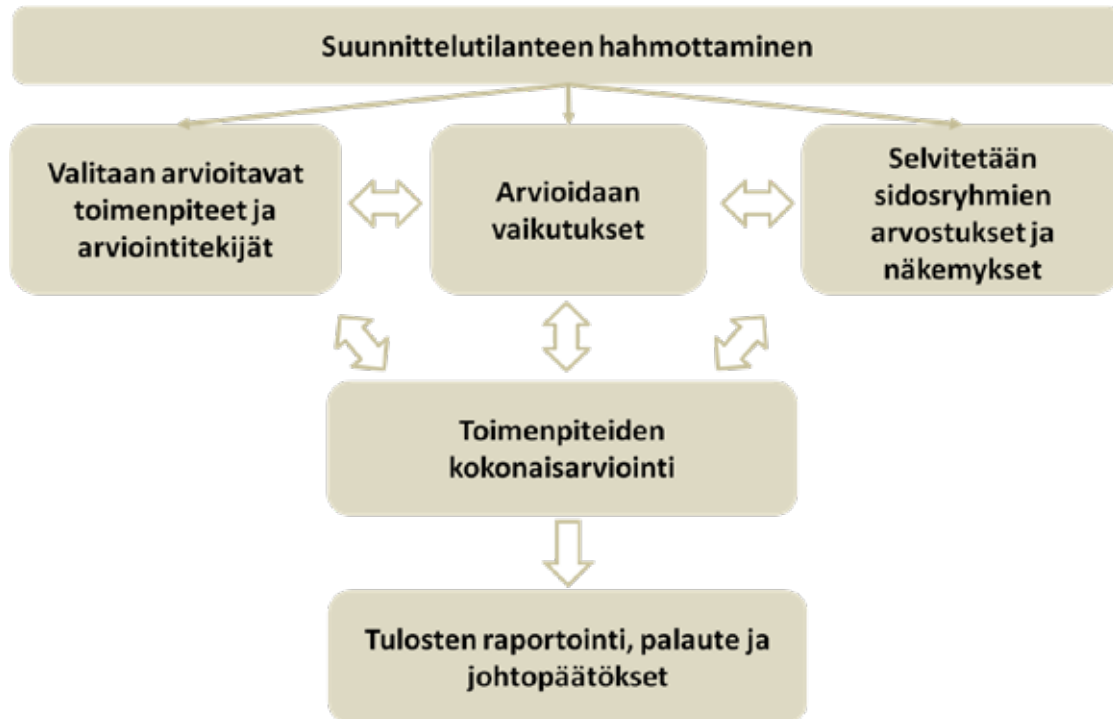 Suunnittelutilanteen hahmottaminen
Valitaan arvioitavat
toimenpiteet ja
arviointitekijät
Arvioidaan
vaikutukset
Selvitetään
sidosryhmien
arvostukset ja
näkemykset
Toimenpiteiden
kokonaisarviointi
Tulosten raportointi, palaute ja
johtopäätökset